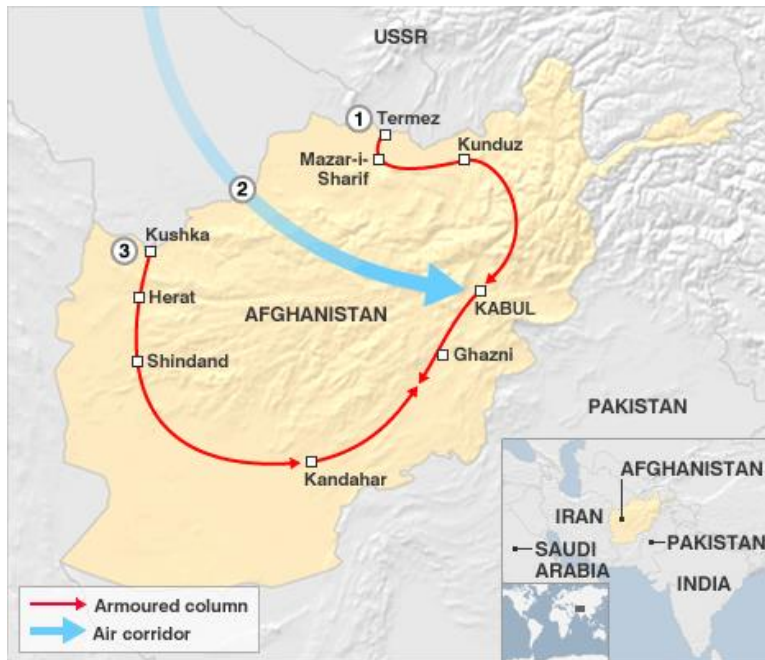 USSR
1
Termez
Mazar-i-
Sharif
Kunduz
2
3
Kushka
Herat
AFGHANISTAN
KABUL
Shindand
Ghazni
PAKISTAN
Kandahar
AFGHANISTAN
IRAN
PAKISTAN
SAUDI
ARABIA
INDIA
Armoured column
Air corridor